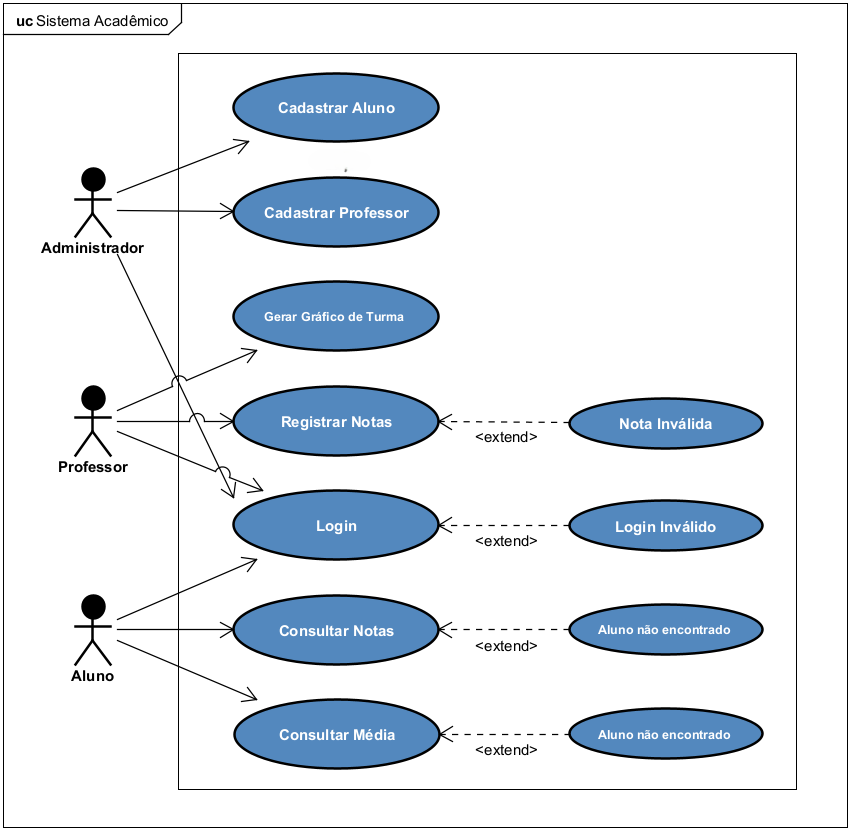 uc Sistema Acadêmico
Cadastrar Aluno
Cadastrar Professor
Administrador
Gerar Gráfico de Turma
Registrar Notas
<extend>
Nota Inválida
Professor
Login
<extend>
Login Inválido
Consultar Notas
<extend>
Aluno não encontrado
Aluno
Consultar Média
<extend>
Aluno não encontrado